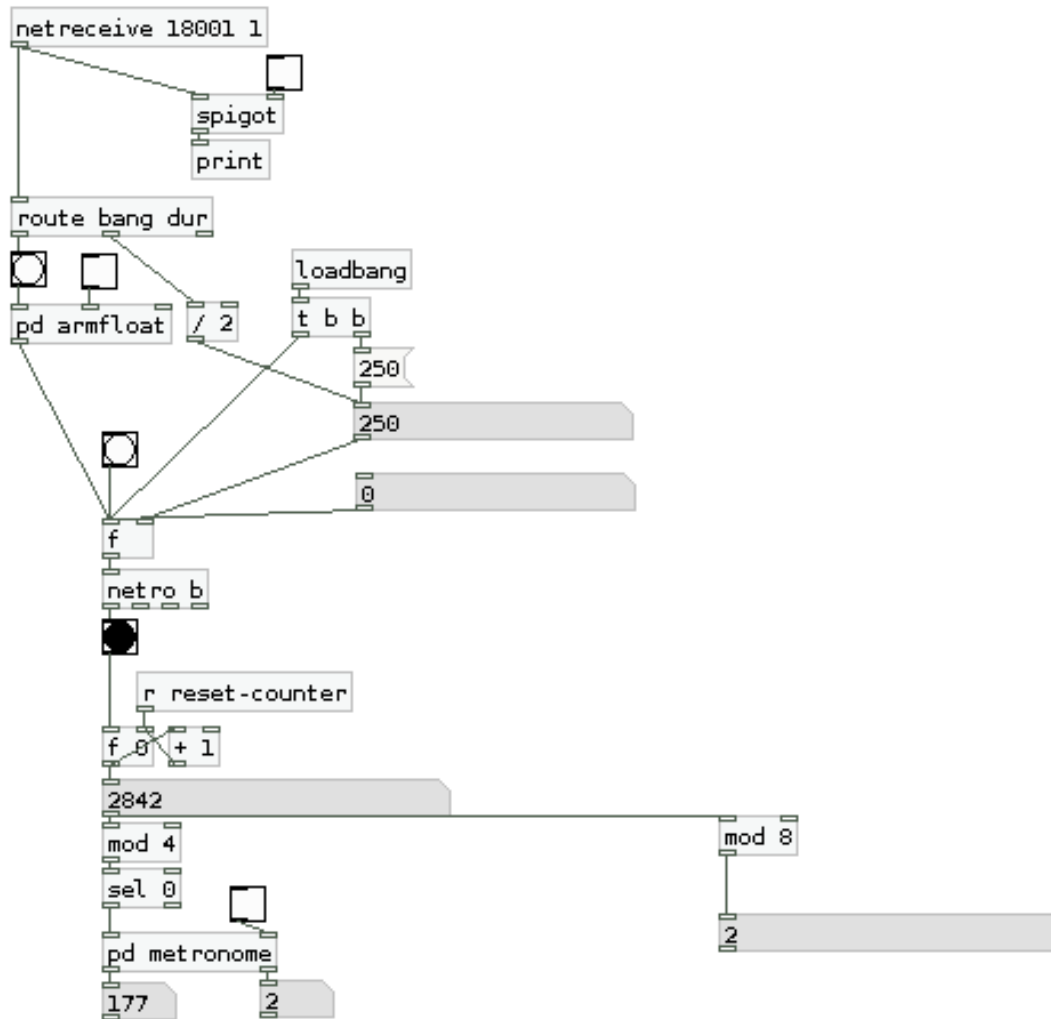 netreceive 18001 1
spigot
print
route bang dur
loadbang
pd armfloat
/ 2
t b b
250
250
0
f
netro b
r reset-counter
f 0
+ 1
2842
mod 4
mod 8
sel 0
2
pd metronome
177
2